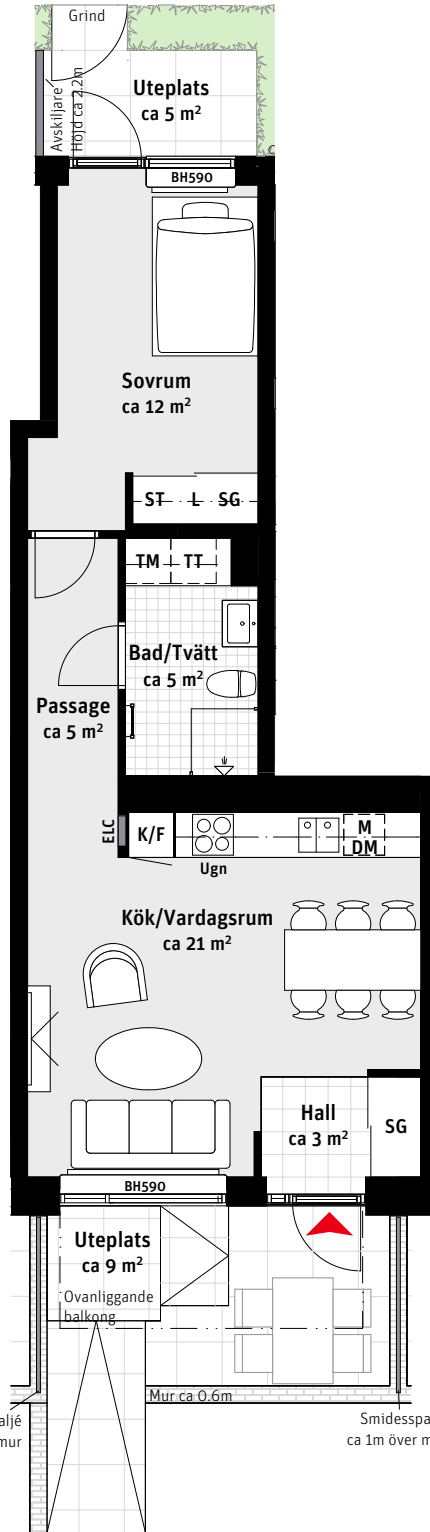 Grind
Avskiljare
Höjd ca 2.2m
Uteplats
ca 5 m²
BH590
Sovrum
ca 12 m²
ST L SG
TM TT
Bad/Tvätt
ca 5 m²
Passage
ca 5 m²
ELC
K/F
M
DM
Ugn
Kök/Vardagsrum
ca 21 m²
Hall
ca 3 m²
SG
BH590
Uteplats
ca 9 m²
Ovanliggande
balkong
Mur ca 0.6m
aljé
mur
Smidesspa
ca 1m över m